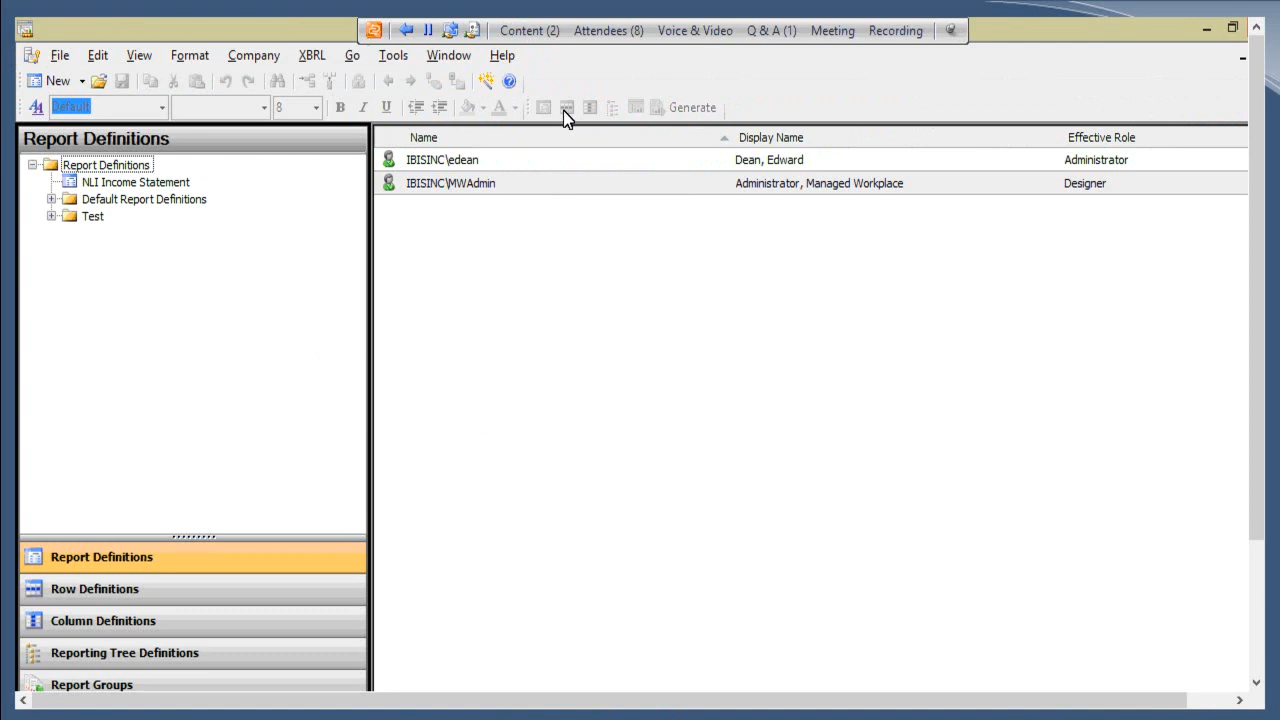 Content (2) Attendees (8) Voice & Video Q & A (1) Meeting Recording
File Edit View Format Company XBRL Go Tools Window Help
New
Default 8 B I U A Generate
Report Definitions
Name Display Name Effective Role
Report Definitions
NLI Income Statement
Default Report Definitions
Test
IBISINC\edean Dean, Edward Administrator
IBISINC\MWAdmin Administrator, Managed Workplace Designer
Report Definitions
Row Definitions
Column Definitions
Reporting Tree Definitions
Report Groups